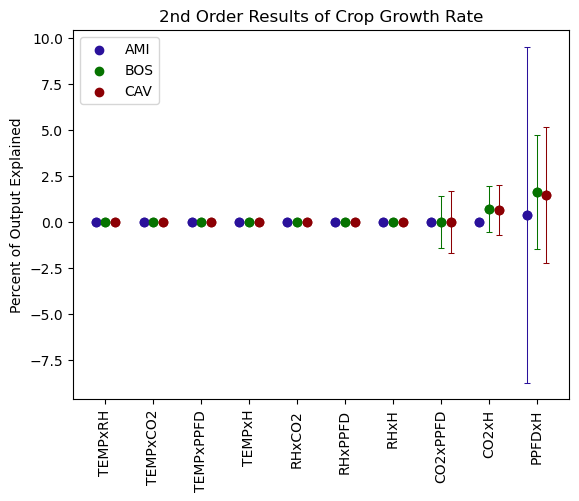 2nd Order Results of Crop Growth Rate
AMI
BOS
CAV
Percent of Output Explained
10.0
7.5
5.0
2.5
0.0
−2.5
−5.0
−7.5
TEMPxRH
TEMPxCO2
TEMPxPPFD
TEMPxH
RHxCO2
RHxPPFD
RHxH
CO2xPPFD
CO2xH
PPFDxH